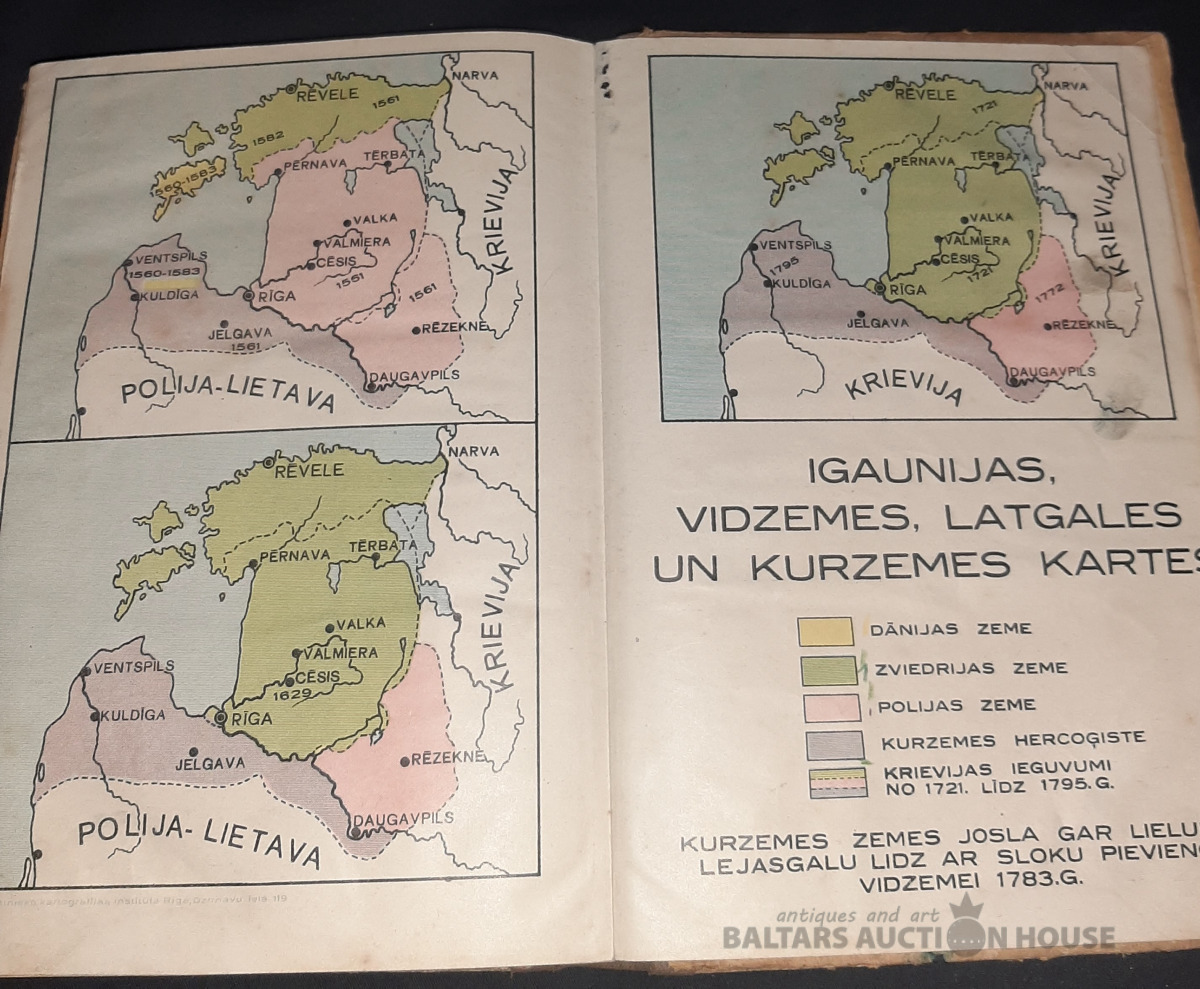 NARVA
RĒVELE
1561
1582
PĒRNAVA
TĒRBATA
560-1583
KRIEVIJA
VALKA
VALMIERA
CĒSIS
1561
VENTSPILS
1560-1583
KULDĪGA
RĪGA
1561
JELGAVA
1561
RĒZEKNE
DAUGAVPILS
POLIJA-LIETAVA
NARVA
RĒVELE
PĒRNAVA
TĒRBATA
KRIEVIJA
VALKA
VALMIERA
CĒSIS
1629
VENTSPILS
KULDĪGA
RĪGA
JELGAVA
RĒZEKNE
DAUGAVPILS
POLIJA-LIETAVA
NARVA
RĒVELE
1721
PĒRNAVA
TĒRBATA
KRIEVIJA
VALKA
VALMIERA
CĒSIS
1721
VENTSPILS
1795
KULDĪGA
RĪGA
1772
JELGAVA
RĒZEKNE
DAUGAVPILS
KRIEVIJA
IGAUNIJAS,
VIDZEMES, LATGALES
UN KURZEMES KARTES
DĀNIJAS ZEME
ZVIEDRIJAS ZEME
POLIJAS ZEME
KURZEMES HERCOĢISTE
KRIEVIJAS IEGUVUMI
NO 1721. LĪDZ 1795.G.
KURZEMES ZEMES JOSLA GAR LIELU
LEJASGALU LIDZ AR SLOKU PIEVIEN
VIDZEMEI 1783.G.
antiques and art
BALTARS AUCTION HOUSE